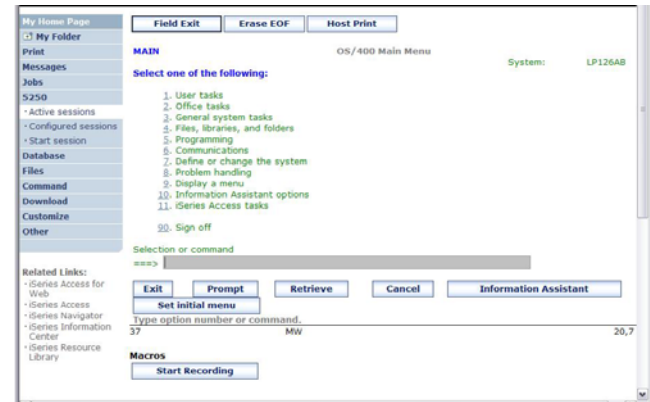 My Home Page
My Folder
Print
Messages
Jobs
5250
• Active sessions
• Configured sessions
• Start session
Database
Files
Command
Download
Customize
Other
Related Links:
• iSeries Access for
Web
• iSeries Access
• iSeries Navigator
• iSeries Information
Center
• iSeries Resource
Library
Field Exit Erase EOF Host Print
MAIN OS/400 Main Menu
System: LP126AB
Select one of the following:
1. User tasks
2. Office tasks
3. General system tasks
4. Files, libraries, and folders
5. Programming
6. Communications
7. Define or change the system
8. Problem handling
9. Display a menu
10. Information Assistant options
11. iSeries Access tasks
90. Sign off
Selection or command
===>
Exit Prompt Retrieve Cancel Information Assistant
Set initial menu
Type option number or command.
37 MW 20,7
Macros
Start Recording